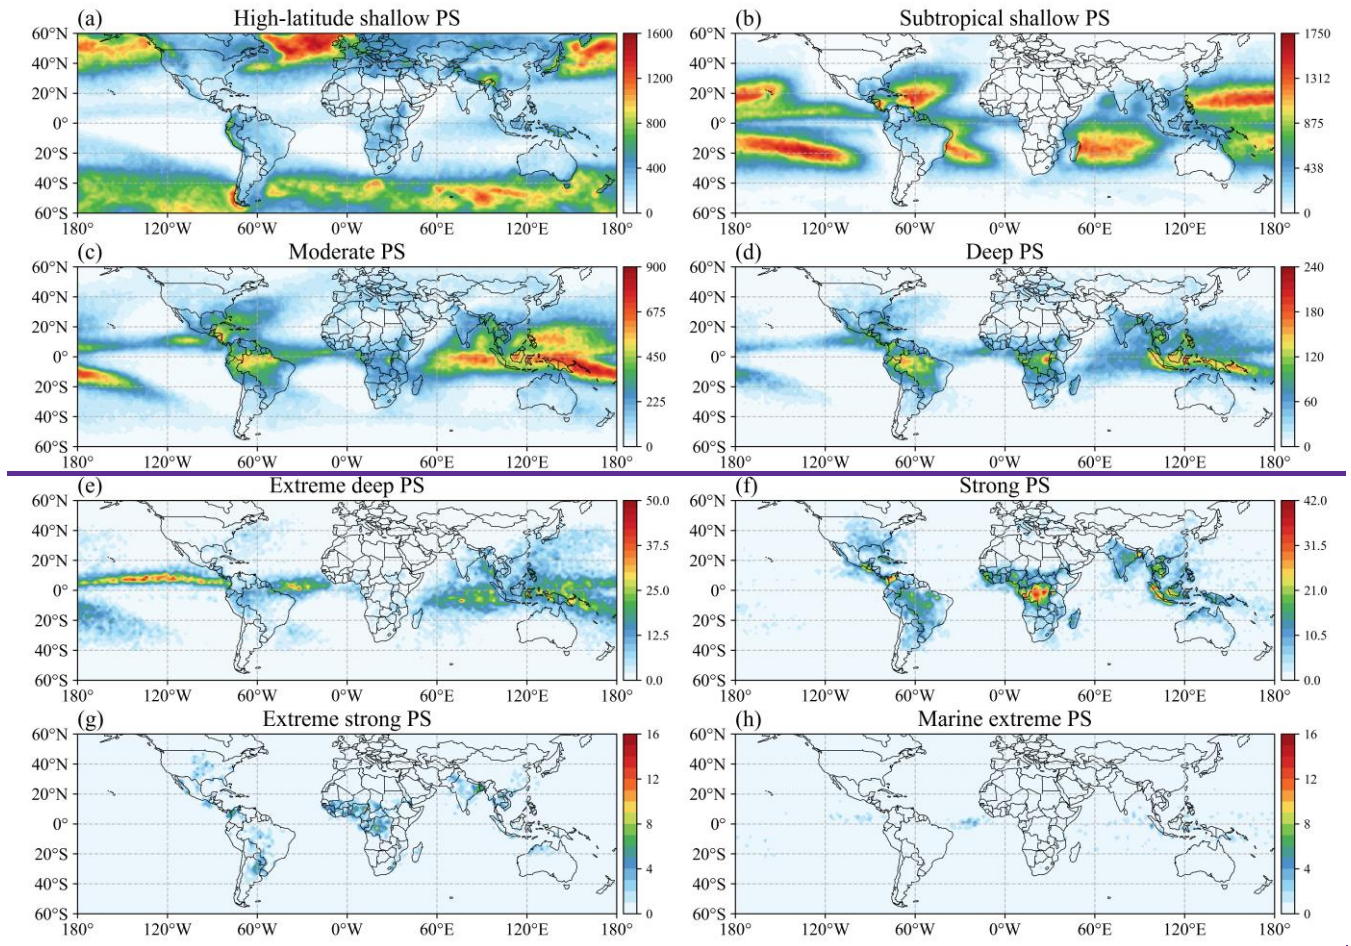 (a) High-latitude shallow PS
60°N 1600
40°N 1200
20°N
0° 800
20°S 400
40°S
60°S 0
180° 120°W 60°W 0°W 60°E 120°E 180°
(b) Subtropical shallow PS
60°N 1750
40°N 1312
20°N
0° 875
20°S 438
40°S
60°S 0
180° 120°W 60°W 0°W 60°E 120°E 180°
(c) Moderate PS
60°N 900
40°N 675
20°N
0° 450
20°S 225
40°S
60°S 0
180° 120°W 60°W 0°W 60°E 120°E 180°
(d) Deep PS
60°N 240
40°N 180
20°N
0° 120
20°S 60
40°S
60°S 0
180° 120°W 60°W 0°W 60°E 120°E 180°
(e) Extreme deep PS
60°N 50.0
40°N 37.5
20°N
0° 25.0
20°S 12.5
40°S
60°S 0.0
180° 120°W 60°W 0°W 60°E 120°E 180°
(f) Strong PS
60°N 42.0
40°N 31.5
20°N
0° 21.0
20°S 10.5
40°S
60°S 0.0
180° 120°W 60°W 0°W 60°E 120°E 180°
(g) Extreme strong PS
60°N 16
40°N 12
20°N
0° 8
20°S 4
40°S
60°S 0
180° 120°W 60°W 0°W 60°E 120°E 180°
(h) Marine extreme PS
60°N 16
40°N 12
20°N
0° 8
20°S 4
40°S
60°S 0
180° 120°W 60°W 0°W 60°E 120°E 180°